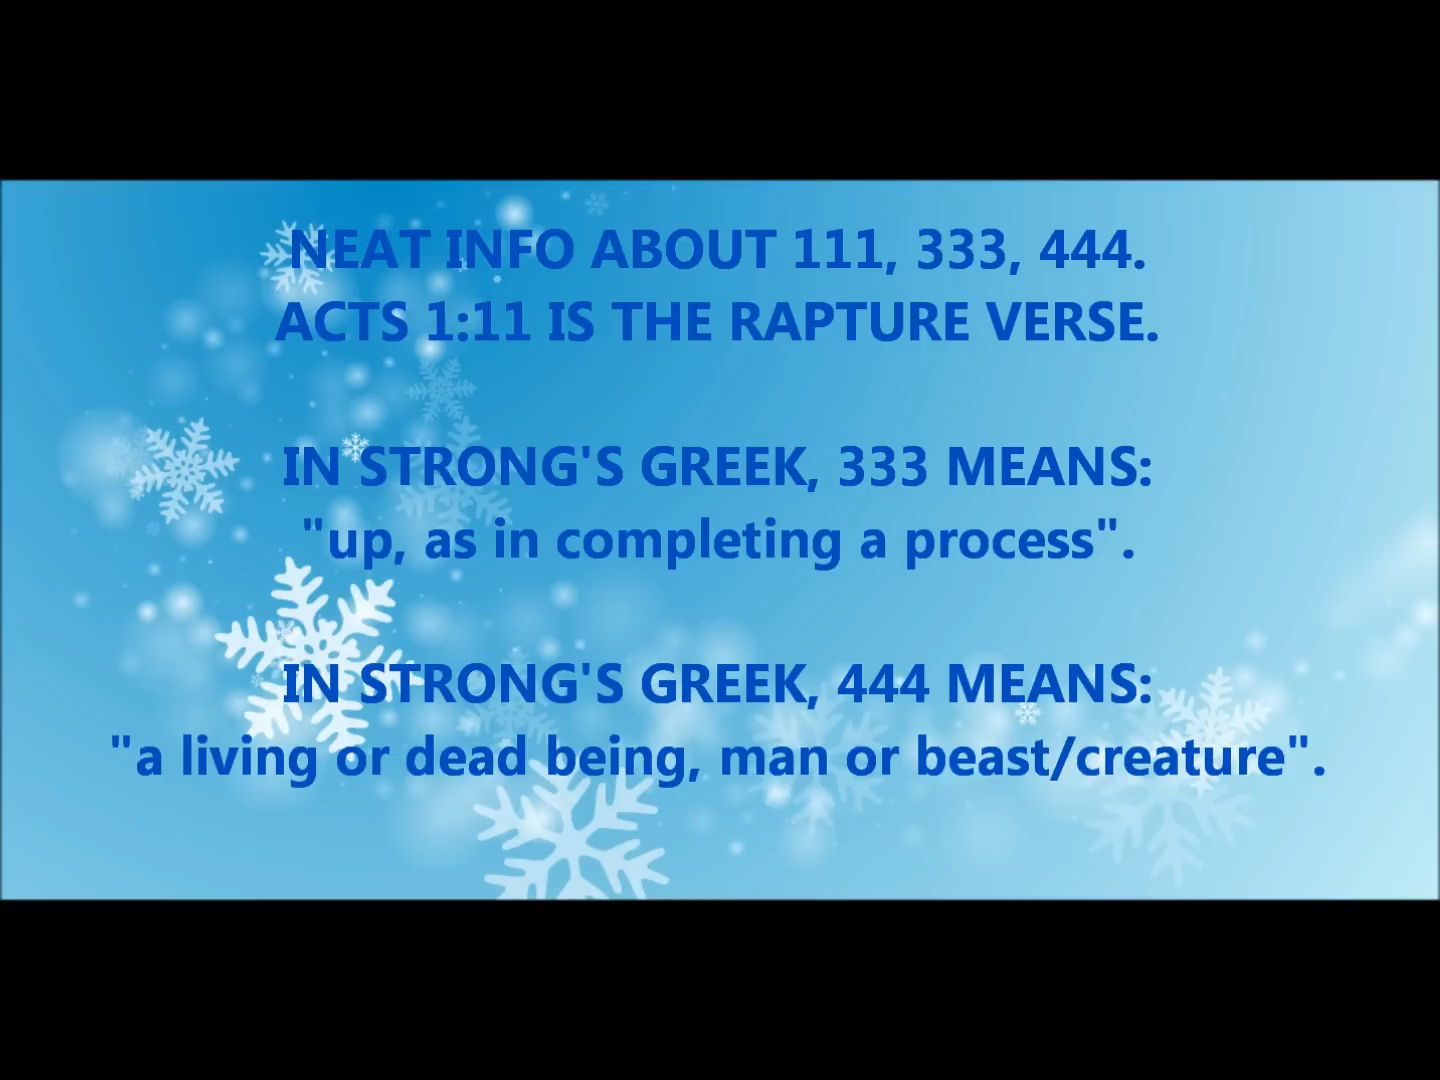 NEAT INFO ABOUT 111, 333, 444.
ACTS 1:11 IS THE RAPTURE VERSE.
IN STRONG'S GREEK, 333 MEANS:
"up, as in completing a process".
IN STRONG'S GREEK, 444 MEANS:
"a living or dead being, man or beast/creature".